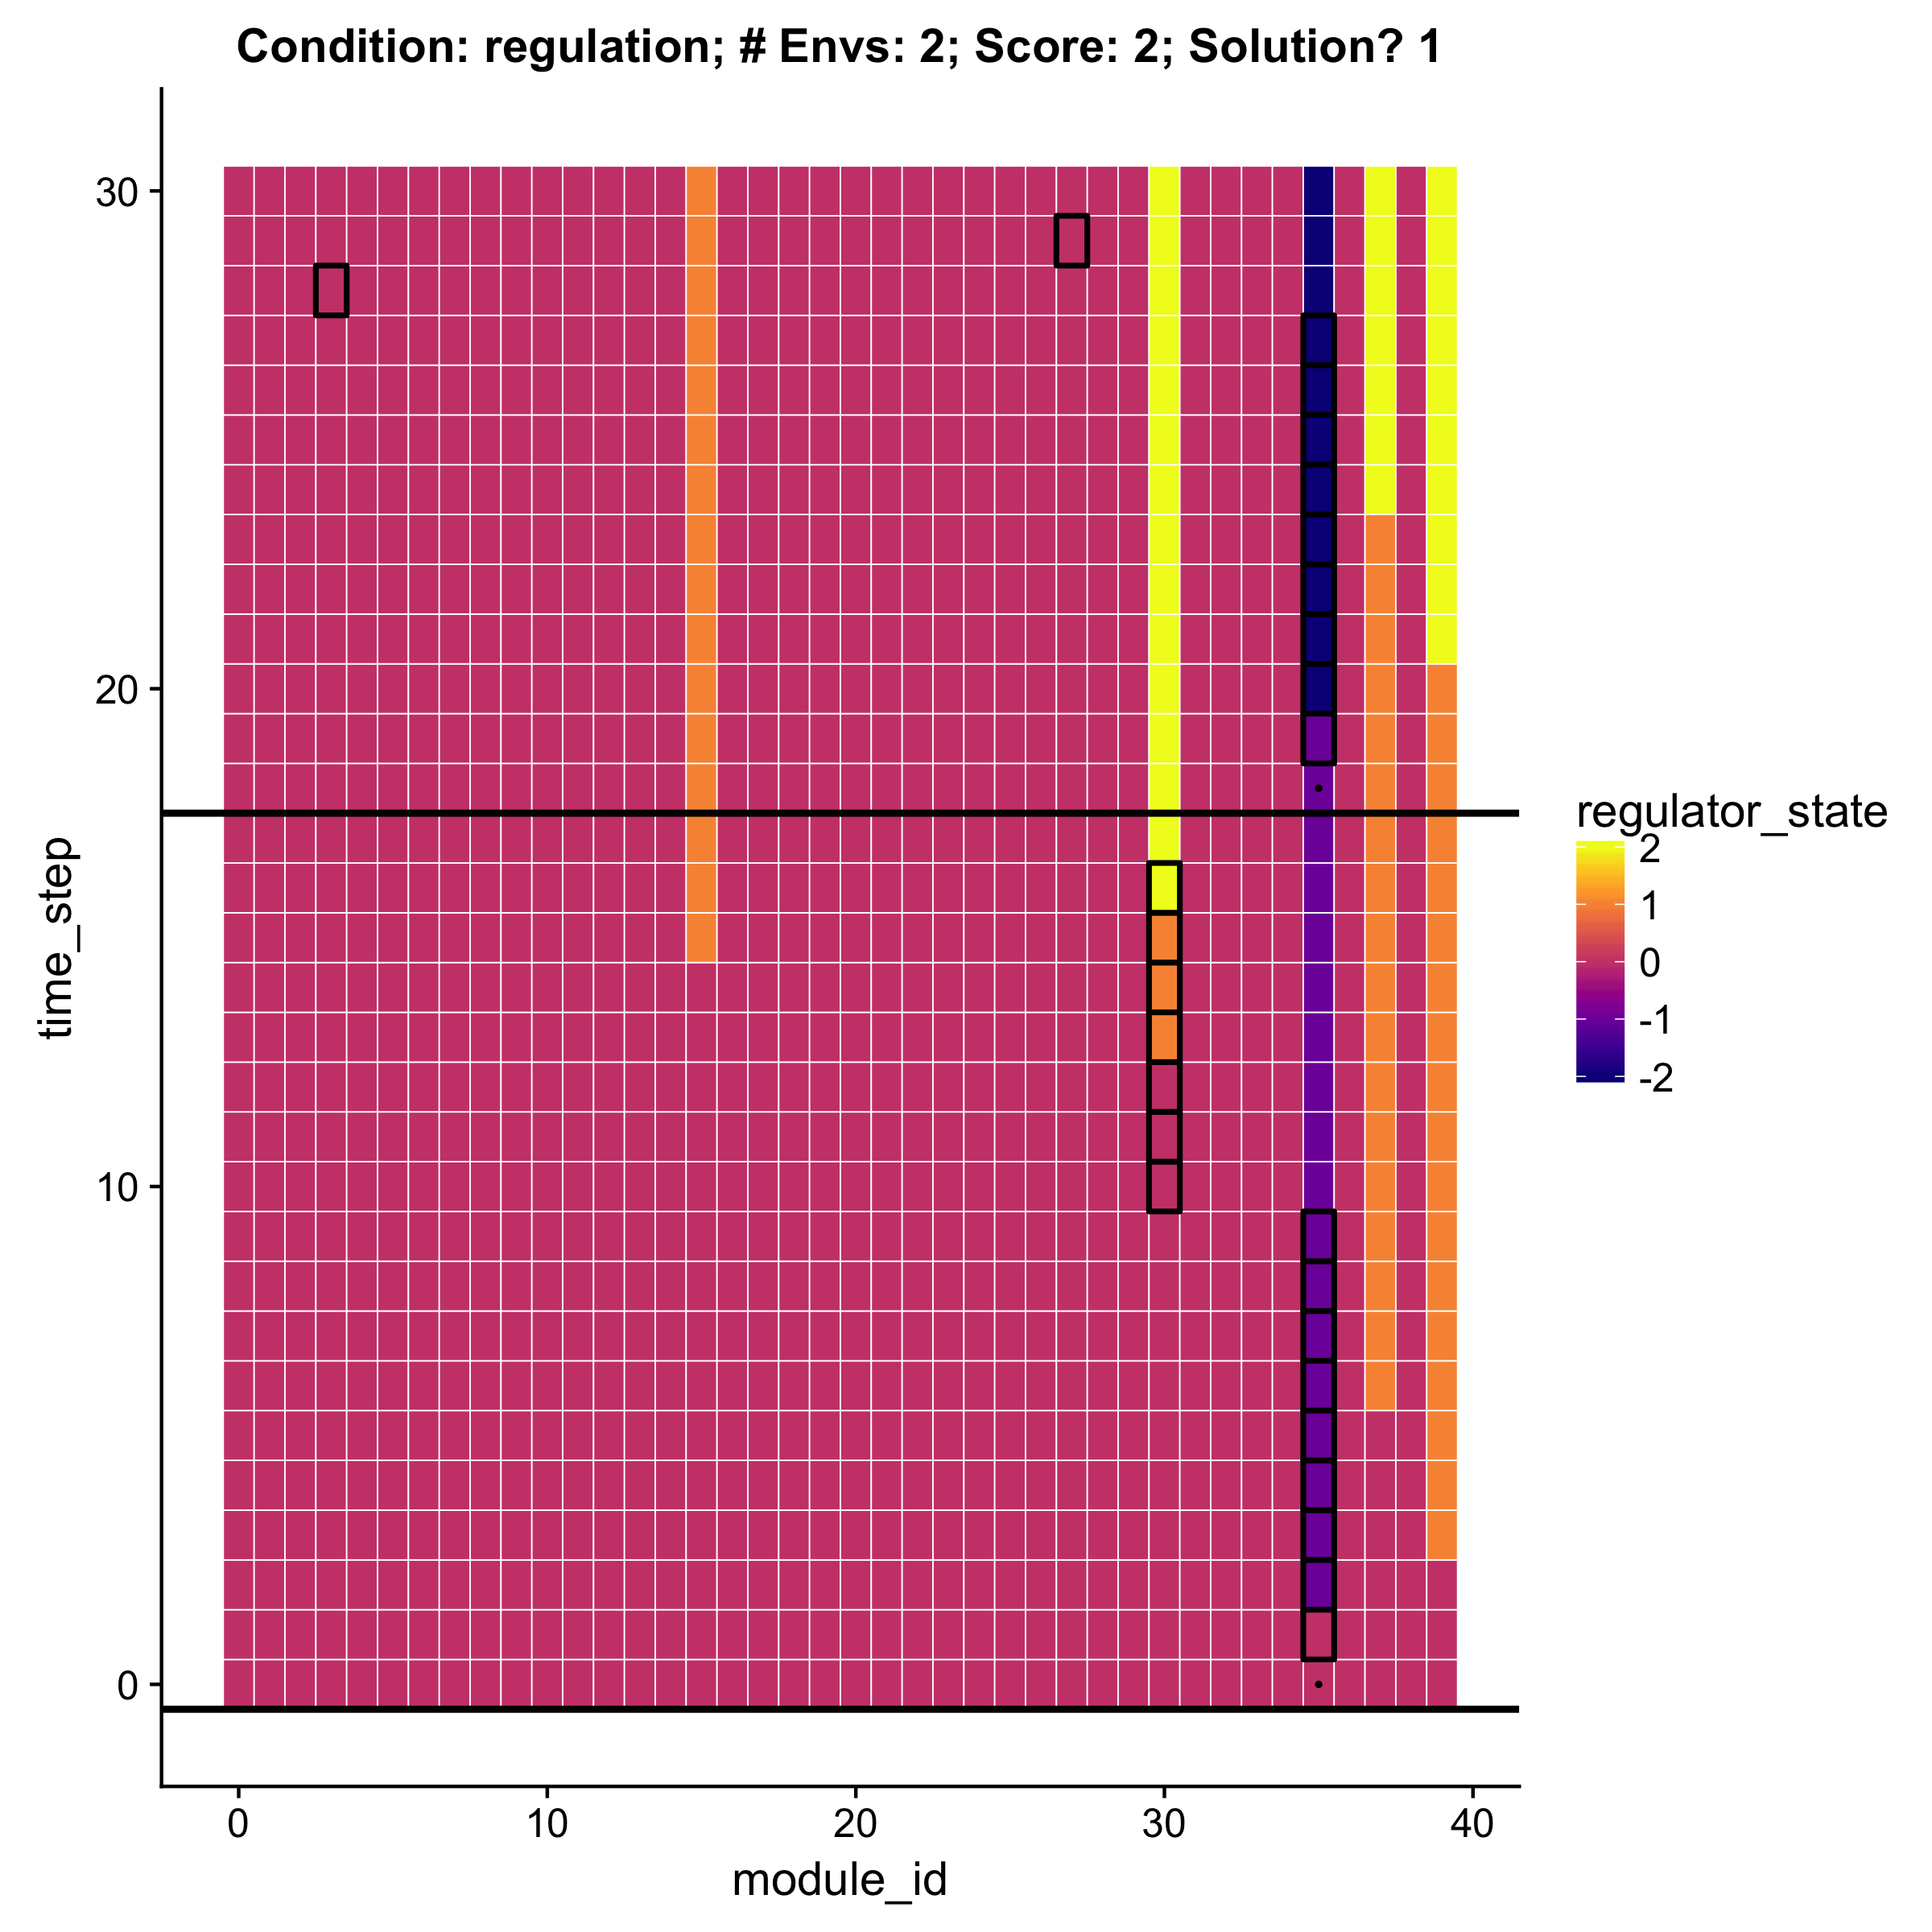 Condition: regulation; # Envs: 2; Score: 2; Solution? 1
30
20
10
0
time_step
0 10 20 30 40
module_id
regulator_state
2
1
0
-1
-2